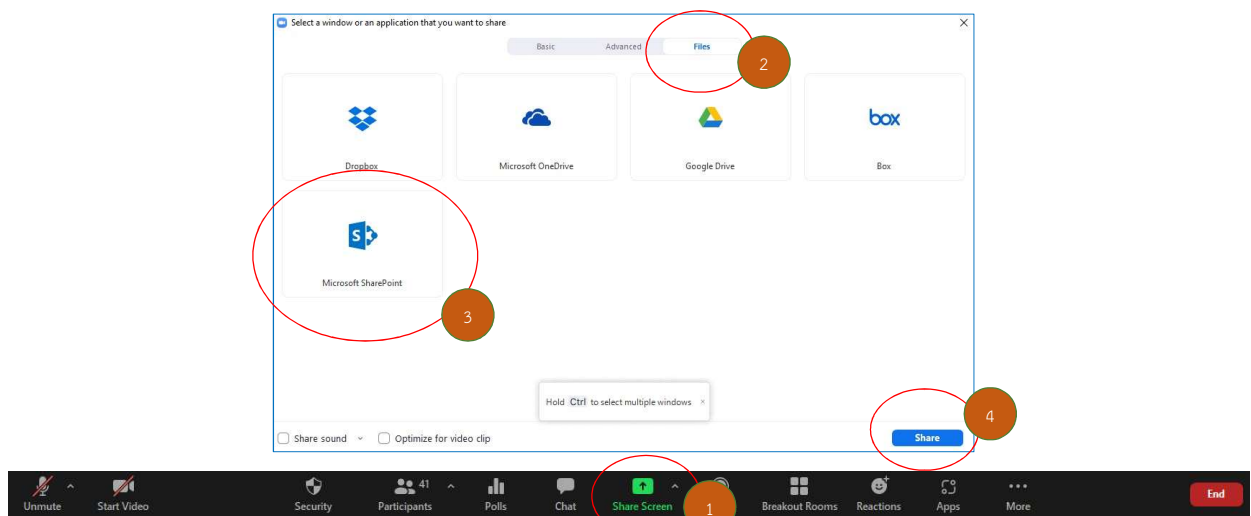 Select a window or an application that you want to share
Basic Advanced Files
2
box
Dropbox Microsoft OneDrive Google Drive Box
S
Microsoft SharePoint
3
Hold Ctrl to select multiple windows
4
Share sound Optimize for video clip Share
41
Unmute Start Video Security Participants Polls Chat Share Screen 1 Breakout Rooms Reactions Apps More End